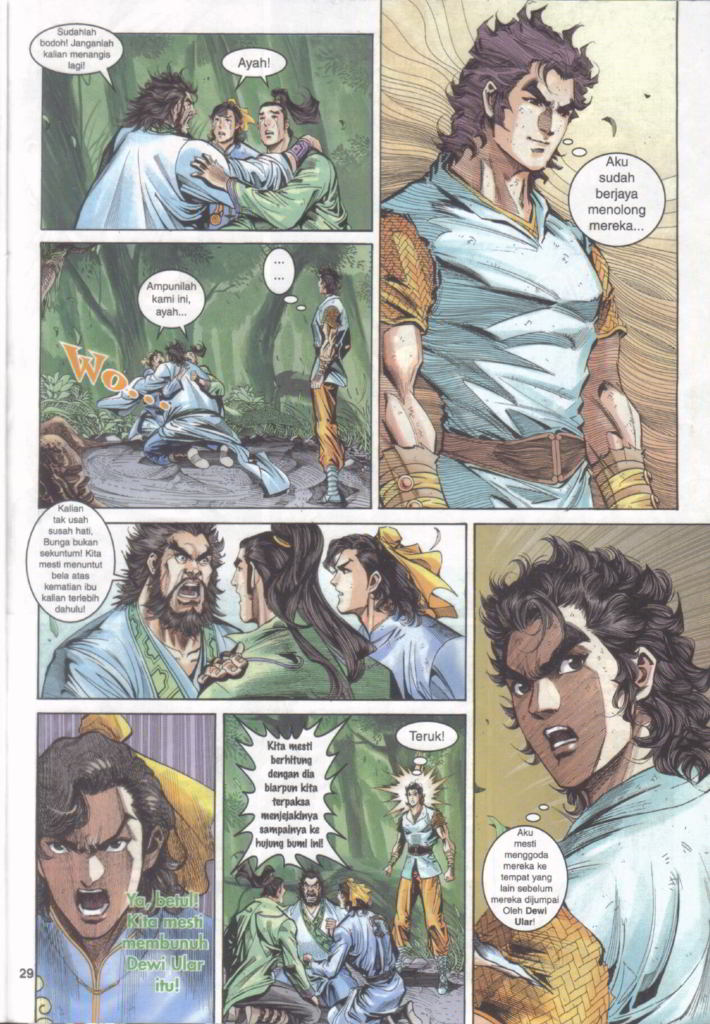 Sudahlah
bodoh! Janganlah
kalian menangis
lagi!
Ayah!
Aku
sudah
berjaya
menolong
mereka...
...
...
Ampunilah
kami ini,
ayah...
Wo...
Kalian
tak usah
susah hati,
Bunga bukan
sekuntum! Kita
mesti menuntut
bela atas
kematian ibu
kalian terlebih
dahulu!
Aku
mesti
menggoda
mereka ke
tempat yang
lain sebelum
mereka dijumpai
Oleh Dewi
Ular!
Ya, betul!
Kita mesti
membunuh
Dewi Ular
itu!
Kita mesti
berhitung
dengan dia
biarpun kita
terpaksa
menjejakinya
sampainya ke
hujung bumi ini!
Teruk!
29